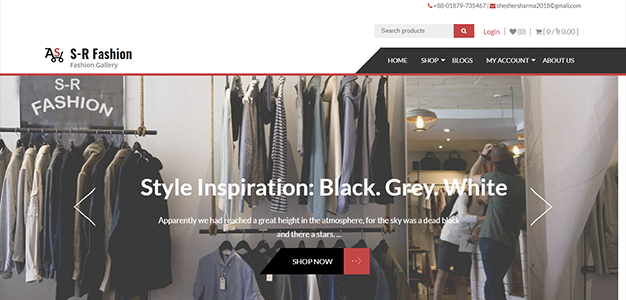 +88-01879-735467 | sheshersharma2018@gmail.com
Search products
Login | (0) | [ 0 / ৳ 0.00 ]
AS
S-R Fashion
Fashion Gallery
HOME SHOP BLOGS MY ACCOUNT ABOUT US
S-R
FASHION
Style Inspiration: Black. Grey. White
Apparently we had reached a great height in the atmosphere, for the sky was a dead black
and there a stars. ...
SHOP NOW